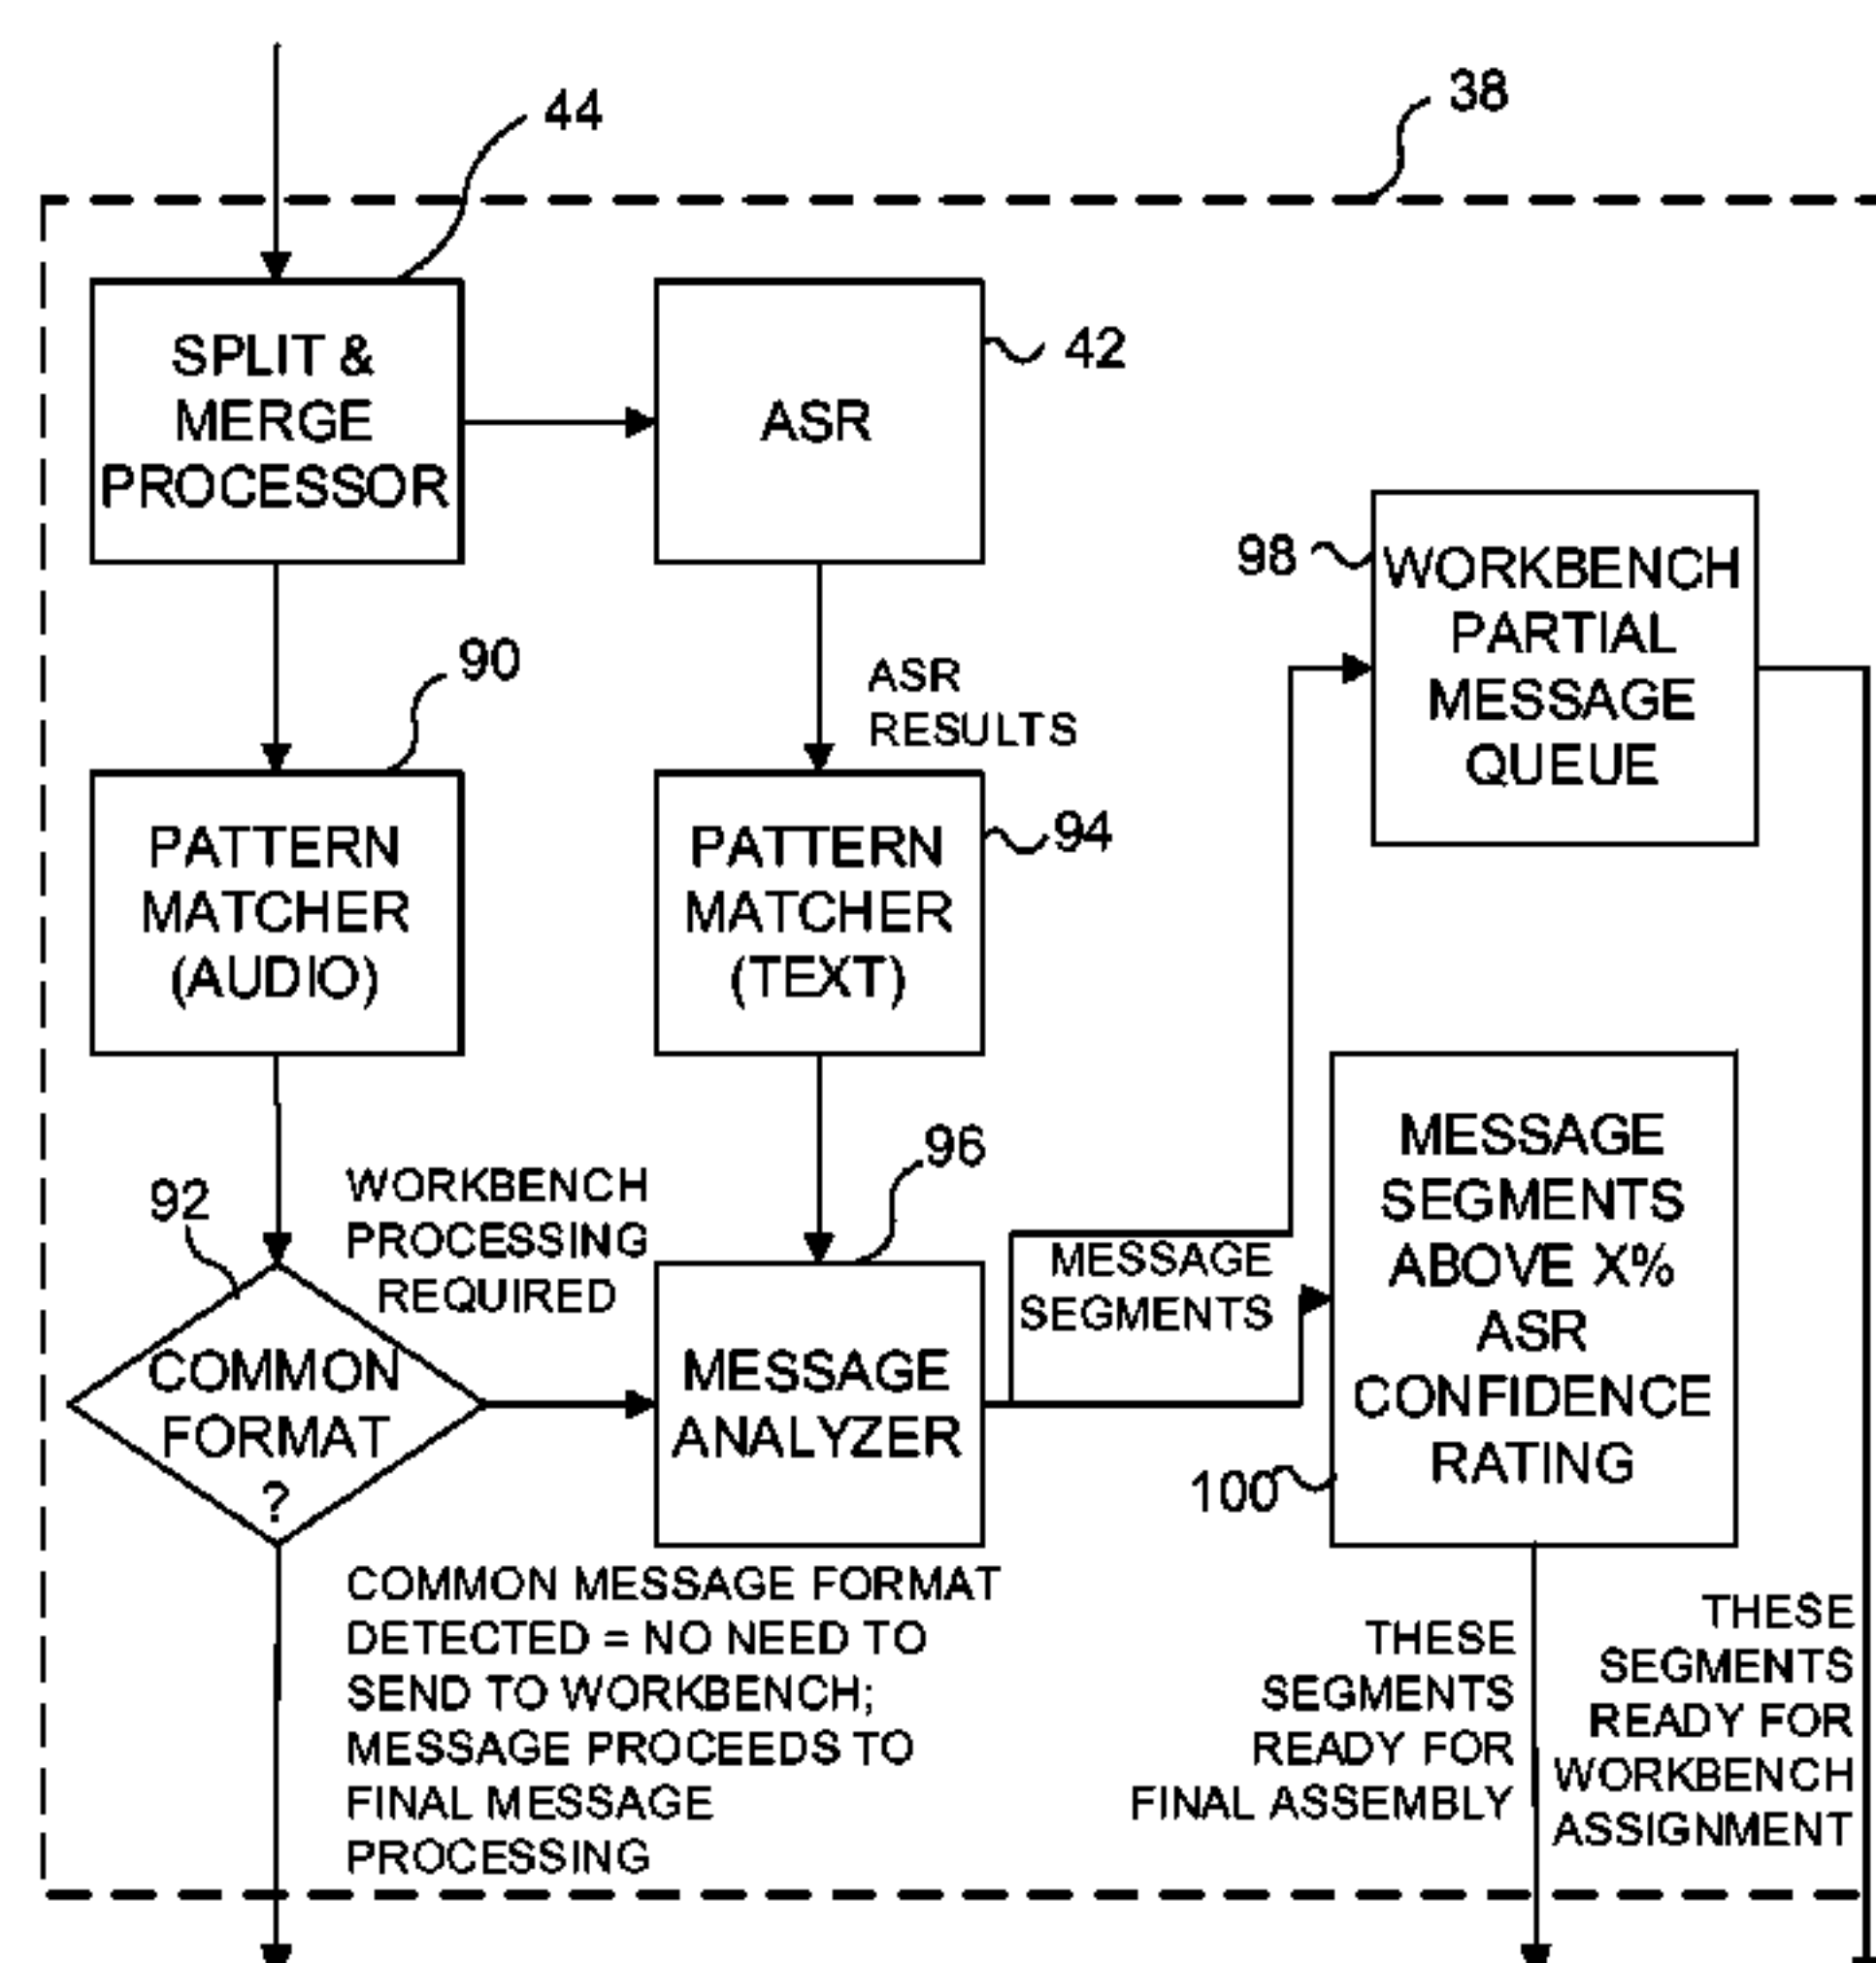 44
38
SPLIT &
MERGE
PROCESSOR
ASR
42
98
WORKBENCH
PARTIAL
MESSAGE
QUEUE
90
ASR
RESULTS
PATTERN
MATCHER
(AUDIO)
PATTERN
MATCHER
(TEXT)
94
92
WORKBENCH
PROCESSING
REQUIRED
96
COMMON
FORMAT
?
MESSAGE
ANALYZER
MESSAGE
SEGMENTS
MESSAGE
SEGMENTS
ABOVE X%
ASR
CONFIDENCE
RATING
100
COMMON MESSAGE FORMAT
DETECTED = NO NEED TO
SEND TO WORKBENCH;
MESSAGE PROCEEDS TO
FINAL MESSAGE
PROCESSING
THESE
SEGMENTS
READY FOR
FINAL ASSEMBLY
THESE
SEGMENTS
READY FOR
WORKBENCH
ASSIGNMENT